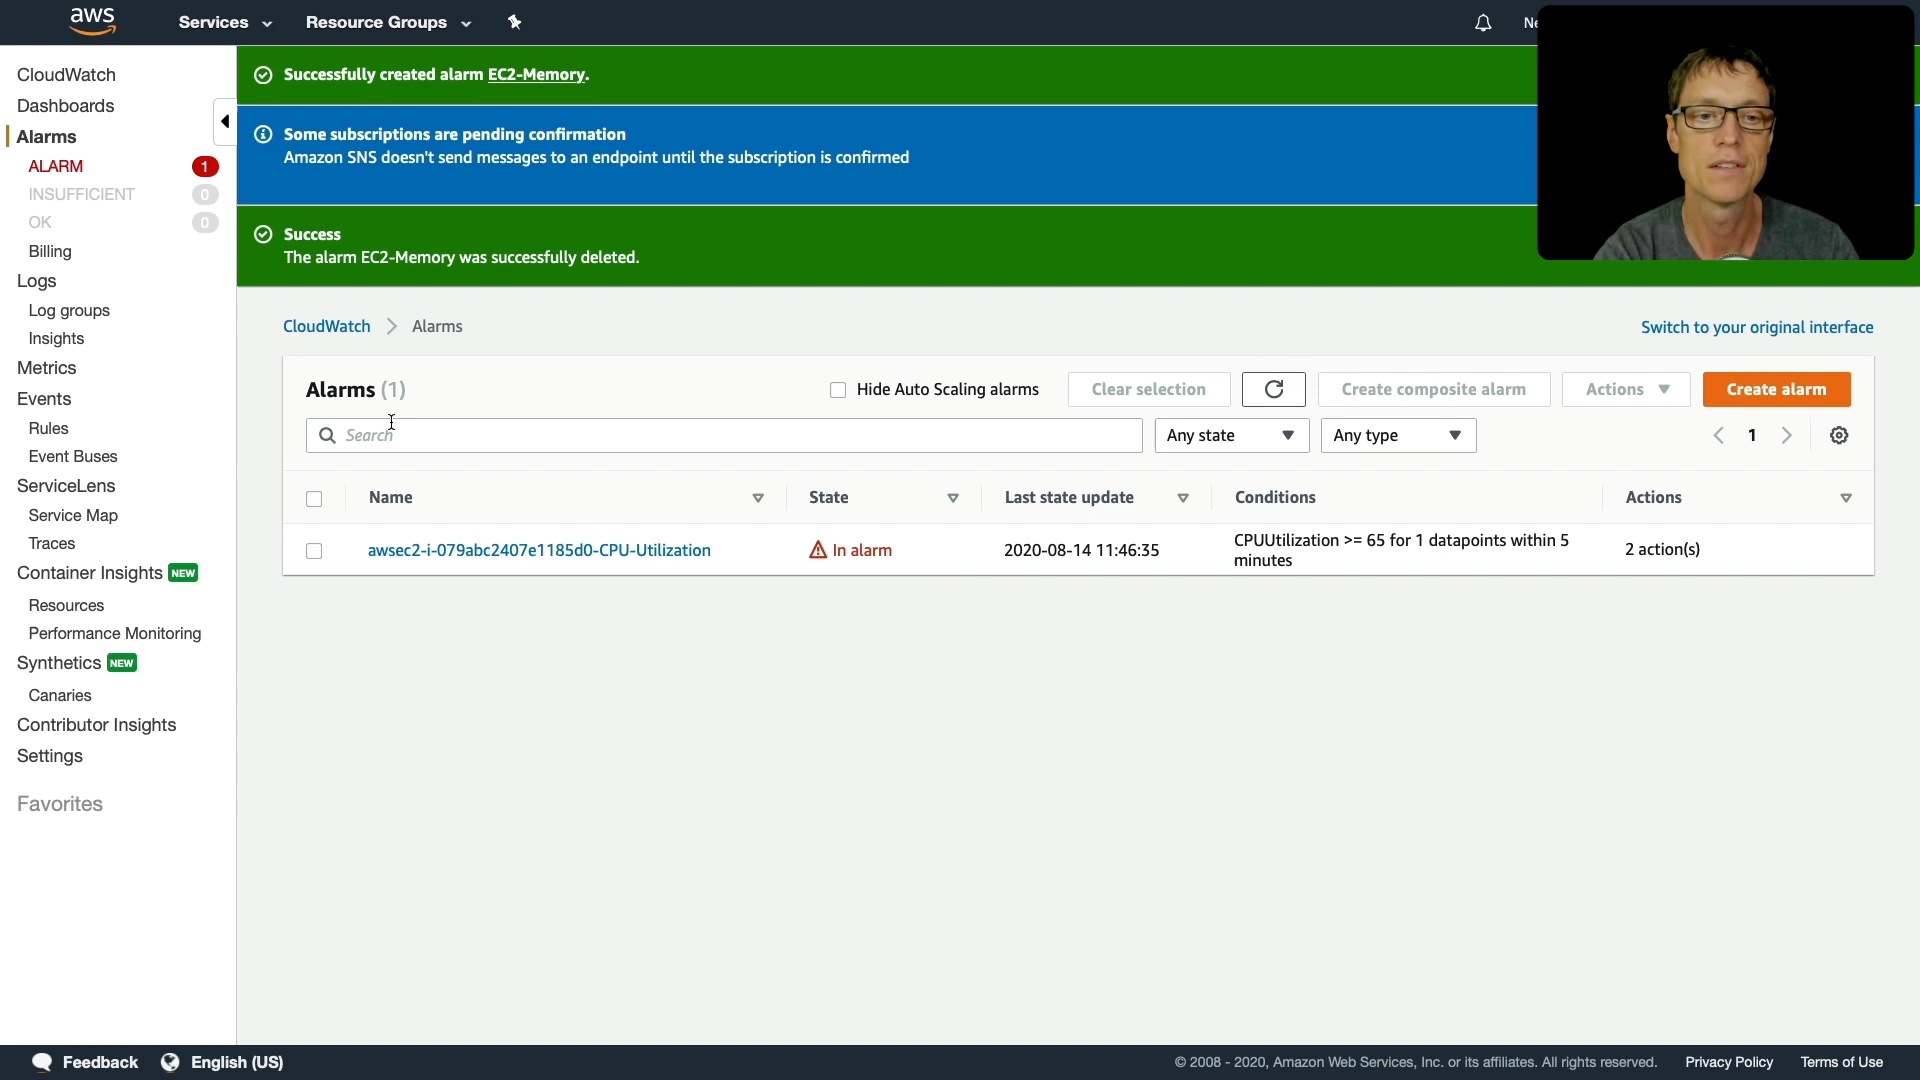 aws
Services
Resource Groups
CloudWatch
Dashboards
Alarms
ALARM 1
INSUFFICIENT 0
OK 0
Billing
Logs
Log groups
Insights
Metrics
Events
Rules
Event Buses
ServiceLens
Service Map
Traces
Container Insights NEW
Resources
Performance Monitoring
Synthetics NEW
Canaries
Contributor Insights
Settings
Favorites
Successfully created alarm EC2-Memory.
Some subscriptions are pending confirmation
Amazon SNS doesn't send messages to an endpoint until the subscription is confirmed
Success
The alarm EC2-Memory was successfully deleted.
CloudWatch Alarms
Switch to your original interface
Alarms (1)
Hide Auto Scaling alarms
Clear selection
Create composite alarm
Actions
Create alarm
Search
Any state
Any type
1
Name State Last state update Conditions Actions
awsec2-i-079abc2407e1185d0-CPU-Utilization
In alarm
2020-08-14 11:46:35
CPUUtilization >= 65 for 1 datapoints within 5
minutes
2 action(s)
Feedback
English (US)
© 2008 - 2020, Amazon Web Services, Inc. or its affiliates. All rights reserved.
Privacy Policy
Terms of Use